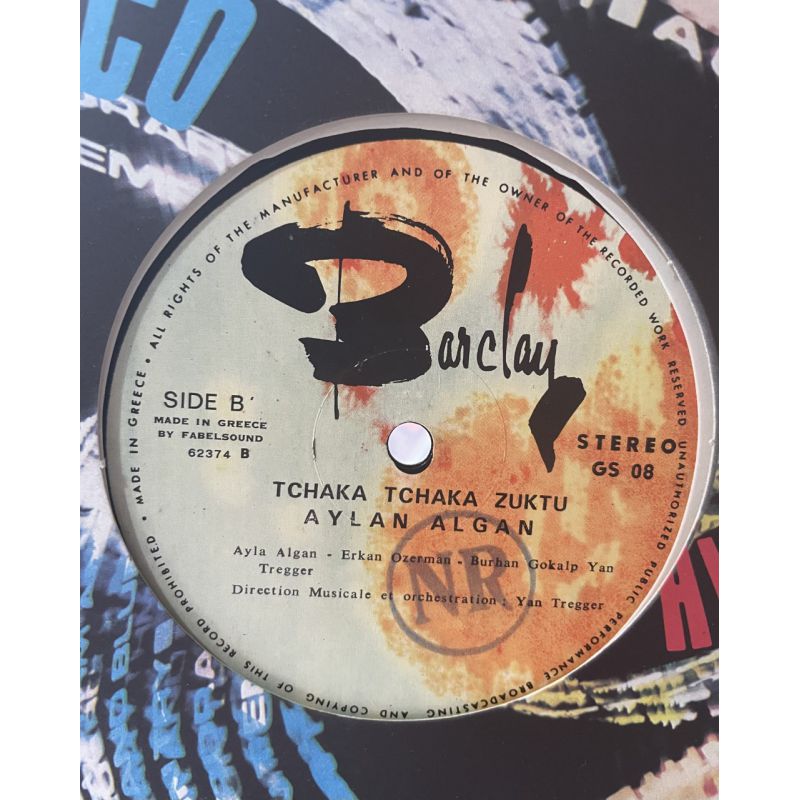 CO
ALL RIGHTS OF THE MANUFACTURER AND OF THE OWNER OF THE RECORDED WORK RESERVED UNAUTHORIZED PUBLIC PERFORMANCE BROADCASTING AND COPYING OF THIS RECORD PROHIBITED • MADE IN GREECE •
Barclay
SIDE B
MADE IN GREECE
BY FABELSOUND
62374 B
STEREO
GS 08
TCHAKA TCHAKA ZUKTU
AYLAN ALGAN
Ayla Algan - Erkan Ozerman - Burhan Gokalp Yan
Tregger
Direction Musicale et orchestration : Yan Tregger
NR